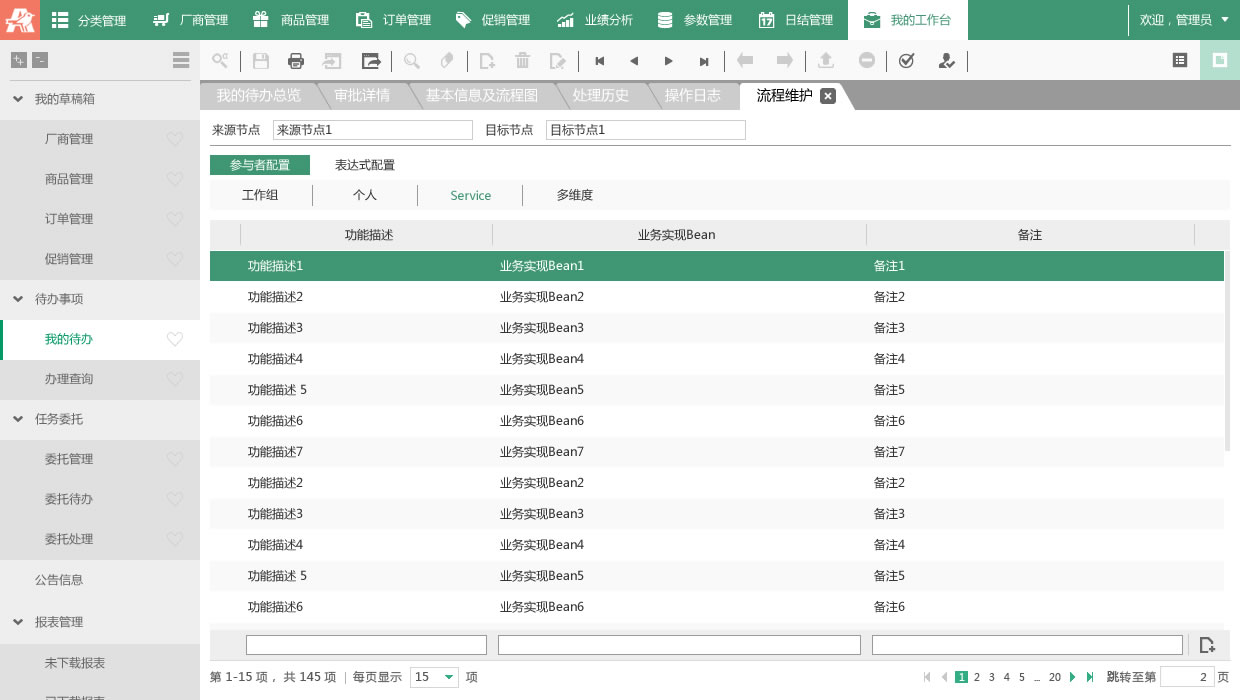 分类管理 厂商管理 商品管理 订单管理 促销管理 业绩分析 参数管理 日结管理 我的工作台 欢迎，管理员
我的草稿箱
厂商管理
商品管理
订单管理
促销管理
待办事项
我的待办
办理查询
任务委托
委托管理
委托待办
委托处理
公告信息
报表管理
未下载报表
已下载报表
我的待办总览 审批详情 基本信息及流程图 处理历史 操作日志 流程维护
来源节点 来源节点1 目标节点 目标节点1
参与者配置 表达式配置
工作组 个人 Service 多维度
功能描述 业务实现Bean 备注
功能描述1 业务实现Bean1 备注1
功能描述2 业务实现Bean2 备注2
功能描述3 业务实现Bean3 备注3
功能描述4 业务实现Bean4 备注4
功能描述 5 业务实现Bean5 备注5
功能描述6 业务实现Bean6 备注6
功能描述7 业务实现Bean7 备注7
功能描述2 业务实现Bean2 备注2
功能描述3 业务实现Bean3 备注3
功能描述4 业务实现Bean4 备注4
功能描述 5 业务实现Bean5 备注5
功能描述6 业务实现Bean6 备注6
第 1-15 项，共 145 项 | 每页显示 15 项 1 2 3 4 5 ... 20 跳转至第 2 页